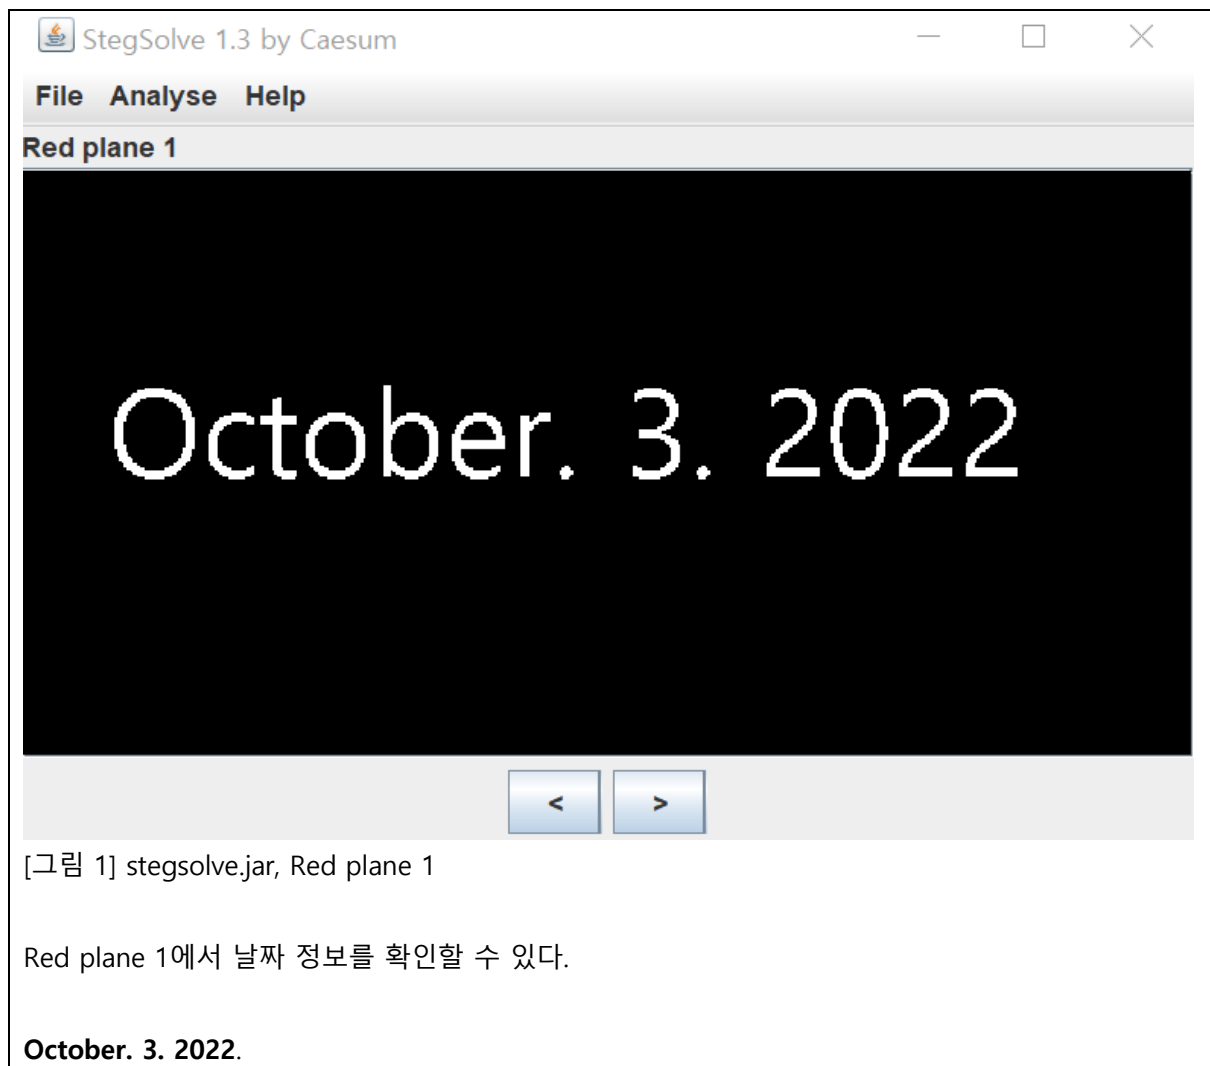 StegSolve 1.3 by Caesum
File Analyse Help
Red plane 1
October. 3. 2022
< >
[그림 1] stegsolve.jar, Red plane 1
Red plane 1에서 날짜 정보를 확인할 수 있다.
October. 3. 2022.